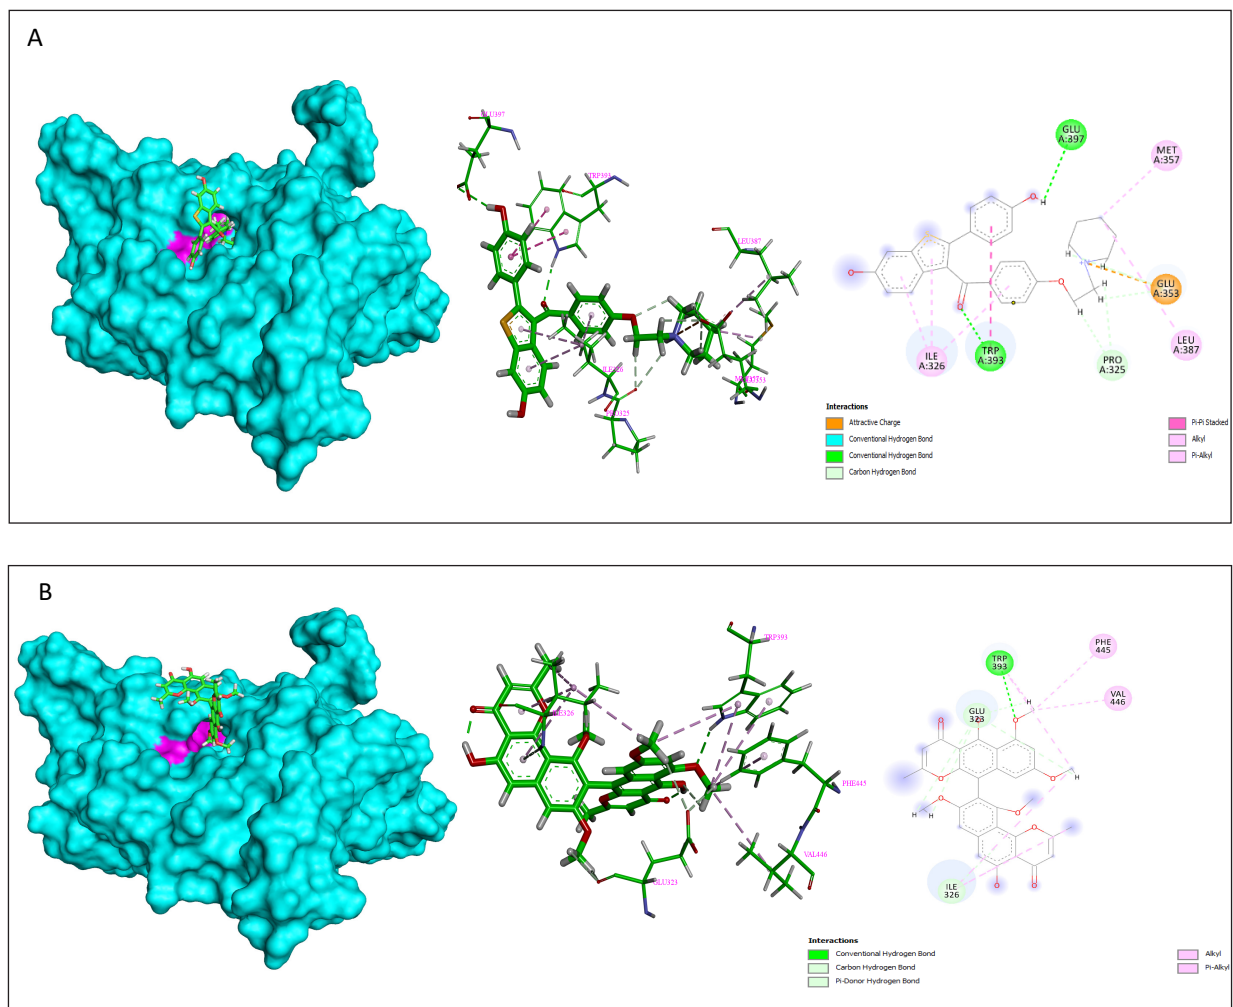 A
GLU397
TRP393
LEU387
ILE326
PRO325
GLU
A:397
MET
A:357
GLU
A:353
LEU
A:387
PRO
A:325
TRP
A:393
ILE
A:326
O
H
O
O
O
N+
H
H
H
H
H
Interactions
Attractive Charge
Conventional Hydrogen Bond
Conventional Hydrogen Bond
Carbon Hydrogen Bond
Pi-Pi Stacked
Alkyl
Pi-Alkyl
B
TRP393
PHE445
VAL446
GLU323
TRP
393
PHE
445
VAL
446
GLU
323
ILE
326
H
O
O
O
O
O
H
O
H
H
O
O
O
O
Interactions
Conventional Hydrogen Bond
Carbon Hydrogen Bond
Pi-Donor Hydrogen Bond
Alkyl
Pi-Alkyl